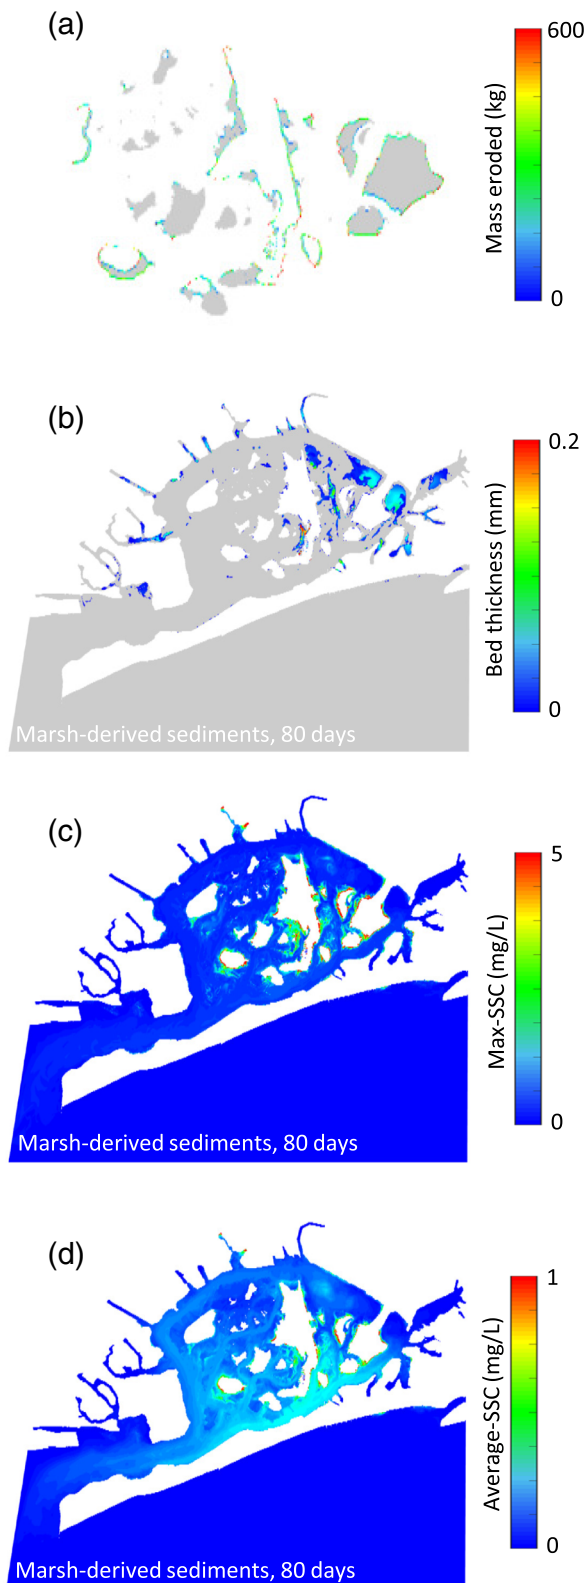 (a)
600
Mass eroded (kg)
0
(b)
0.2
Bed thickness (mm)
0
Marsh-derived sediments, 80 days
(c)
5
Max-SSC (mg/L)
0
Marsh-derived sediments, 80 days
(d)
1
Average-SSC (mg/L)
0
Marsh-derived sediments, 80 days